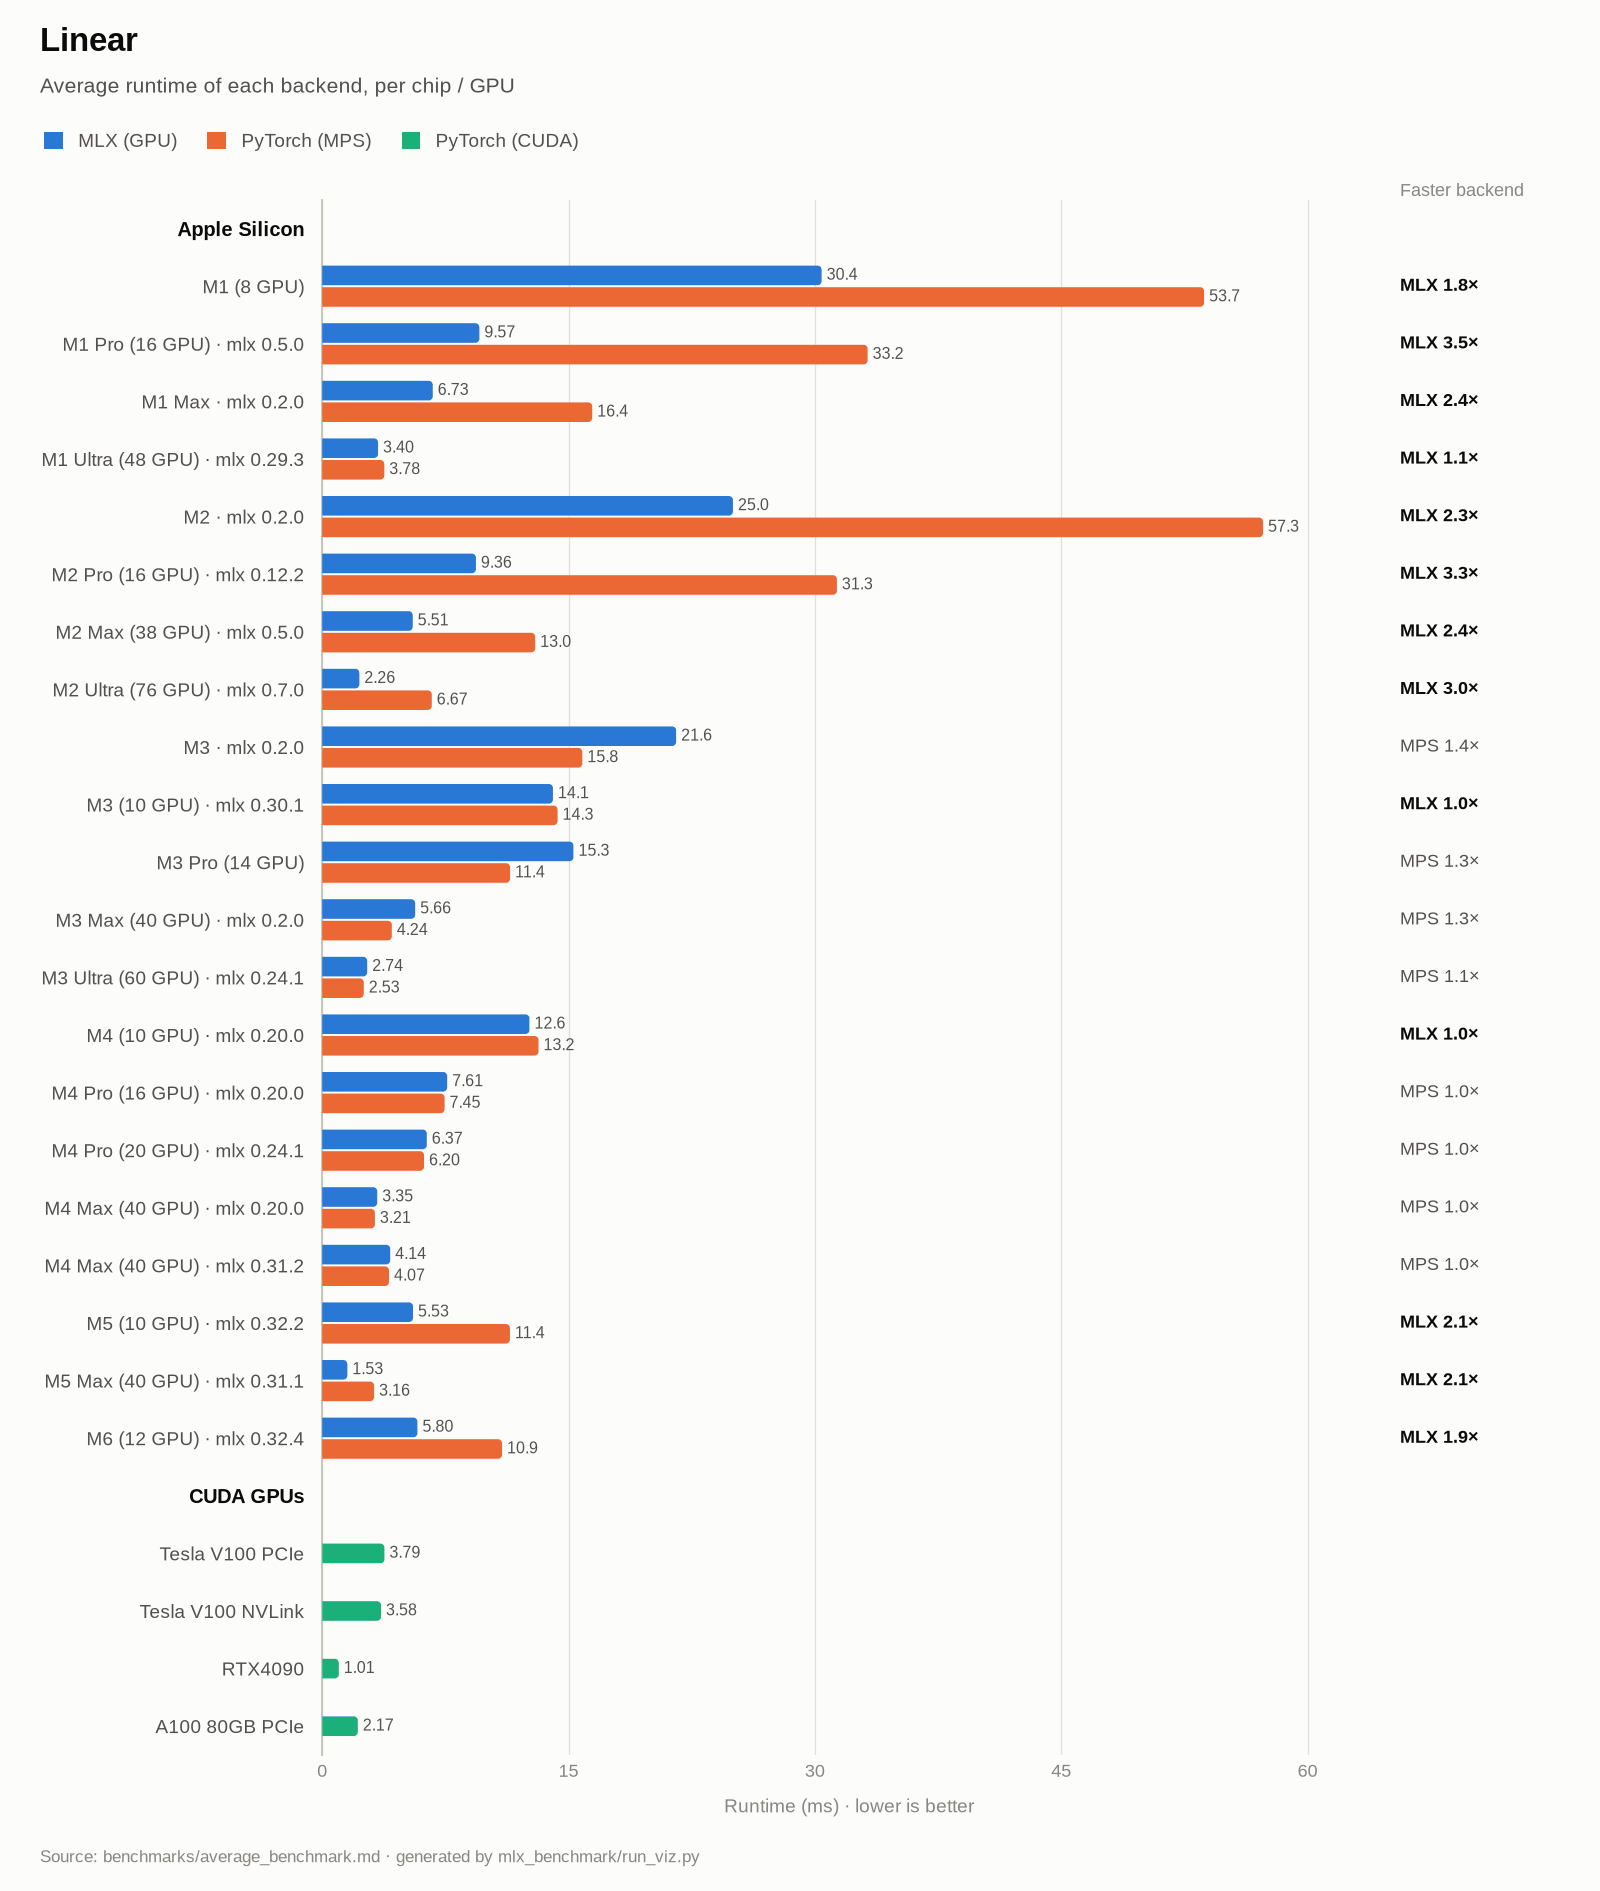 Linear
Average runtime of each backend, per chip / GPU
MLX (GPU) PyTorch (MPS) PyTorch (CUDA)
Faster backend
Apple Silicon
M1 (8 GPU) 30.4 53.7 MLX 1.8×
M1 Pro (16 GPU) · mlx 0.5.0 9.57 33.2 MLX 3.5×
M1 Max · mlx 0.2.0 6.73 16.4 MLX 2.4×
M1 Ultra (48 GPU) · mlx 0.29.3 3.40 3.78 MLX 1.1×
M2 · mlx 0.2.0 25.0 57.3 MLX 2.3×
M2 Pro (16 GPU) · mlx 0.12.2 9.36 31.3 MLX 3.3×
M2 Max (38 GPU) · mlx 0.5.0 5.51 13.0 MLX 2.4×
M2 Ultra (76 GPU) · mlx 0.7.0 2.26 6.67 MLX 3.0×
M3 · mlx 0.2.0 21.6 15.8 MPS 1.4×
M3 (10 GPU) · mlx 0.30.1 14.1 14.3 MLX 1.0×
M3 Pro (14 GPU) 15.3 11.4 MPS 1.3×
M3 Max (40 GPU) · mlx 0.2.0 5.66 4.24 MPS 1.3×
M3 Ultra (60 GPU) · mlx 0.24.1 2.74 2.53 MPS 1.1×
M4 (10 GPU) · mlx 0.20.0 12.6 13.2 MLX 1.0×
M4 Pro (16 GPU) · mlx 0.20.0 7.61 7.45 MPS 1.0×
M4 Pro (20 GPU) · mlx 0.24.1 6.37 6.20 MPS 1.0×
M4 Max (40 GPU) · mlx 0.20.0 3.35 3.21 MPS 1.0×
M4 Max (40 GPU) · mlx 0.31.2 4.14 4.07 MPS 1.0×
M5 (10 GPU) · mlx 0.32.2 5.53 11.4 MLX 2.1×
M5 Max (40 GPU) · mlx 0.31.1 1.53 3.16 MLX 2.1×
M6 (12 GPU) · mlx 0.32.4 5.80 10.9 MLX 1.9×
CUDA GPUs
Tesla V100 PCIe 3.79
Tesla V100 NVLink 3.58
RTX4090 1.01
A100 80GB PCIe 2.17
0 15 30 45 60
Runtime (ms) · lower is better
Source: benchmarks/average_benchmark.md · generated by mlx_benchmark/run_viz.py